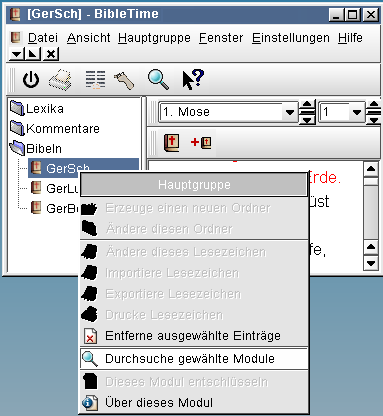 [GerSch] - BibleTime
Datei Ansicht Hauptgruppe Fenster Einstellungen Hilfe
Lexika
Kommentare
Bibeln
GerSch
GerLu
GerB
1. Mose 1
Erde.
üst
fe,
Hauptgruppe
Erzeuge einen neuen Ordner
Ändere diesen Ordner
Ändere dieses Lesezeichen
Importiere Lesezeichen
Exportiere Lesezeichen
Drucke Lesezeichen
Entferne ausgewählte Einträge
Durchsuche gewählte Module
Dieses Modul entschlüsseln
Über dieses Modul